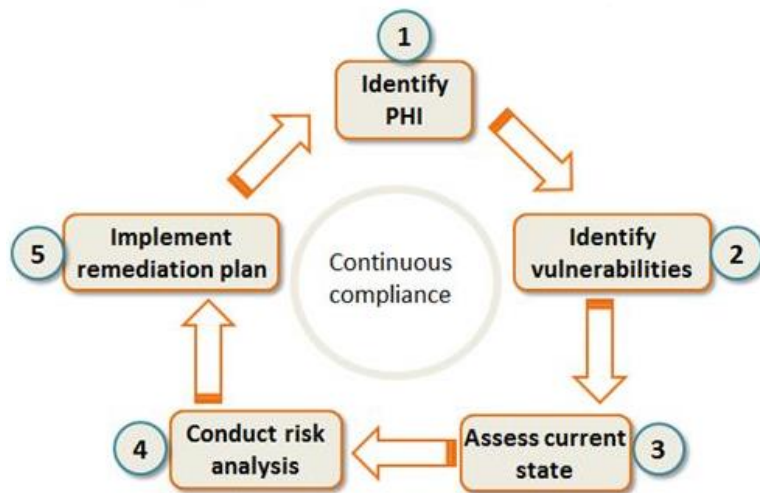 1
Identify
PHI
Identify
vulnerabilities
2
Assess current
state
3
4
Conduct risk
analysis
5
Implement
remediation plan
Continuous
compliance